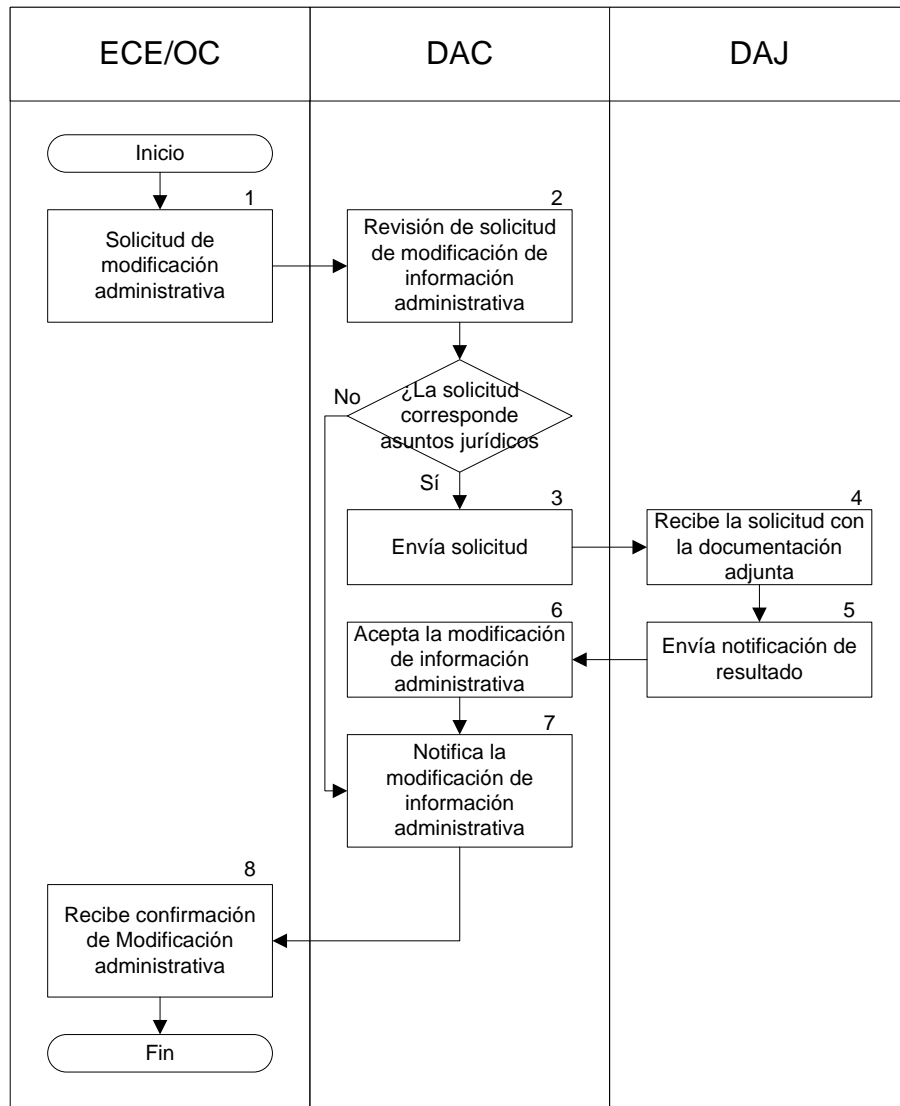 ECE/OC
DAC
DAJ
Inicio
1
Solicitud de
modificación
administrativa
2
Revisión de solicitud
de modificación de
información
administrativa
¿La solicitud
corresponde
asuntos jurídicos
No
Sí
3
Envía solicitud
4
Recibe la solicitud con
la documentación
adjunta
5
Envía notificación de
resultado
6
Acepta la modificación
de información
administrativa
7
Notifica la
modificación de
información
administrativa
8
Recibe confirmación
de Modificación
administrativa
Fin